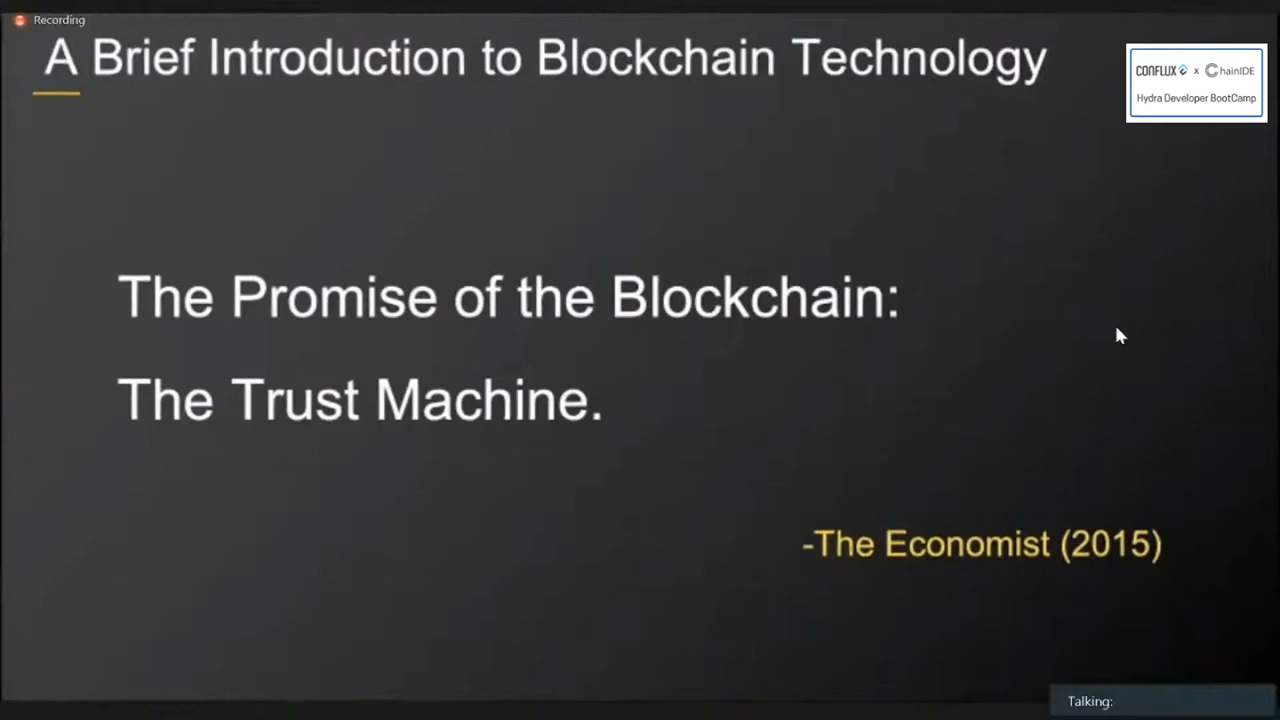 Recording
A Brief Introduction to Blockchain Technology
CONFLUX x ChainIDE
Hydra Developer BootCamp
The Promise of the Blockchain:
The Trust Machine.
-The Economist (2015)
Talking: